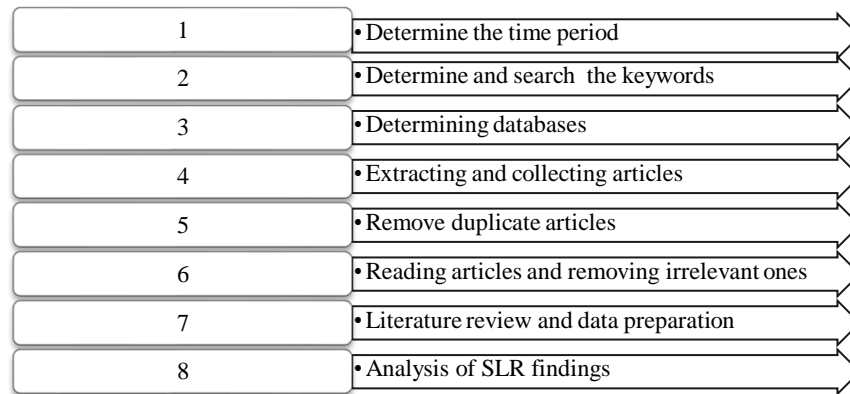 1
• Determine the time period
2
• Determine and search the keywords
3
• Determining databases
4
• Extracting and collecting articles
5
• Remove duplicate articles
6
• Reading articles and removing irrelevant ones
7
• Literature review and data preparation
8
• Analysis of SLR findings